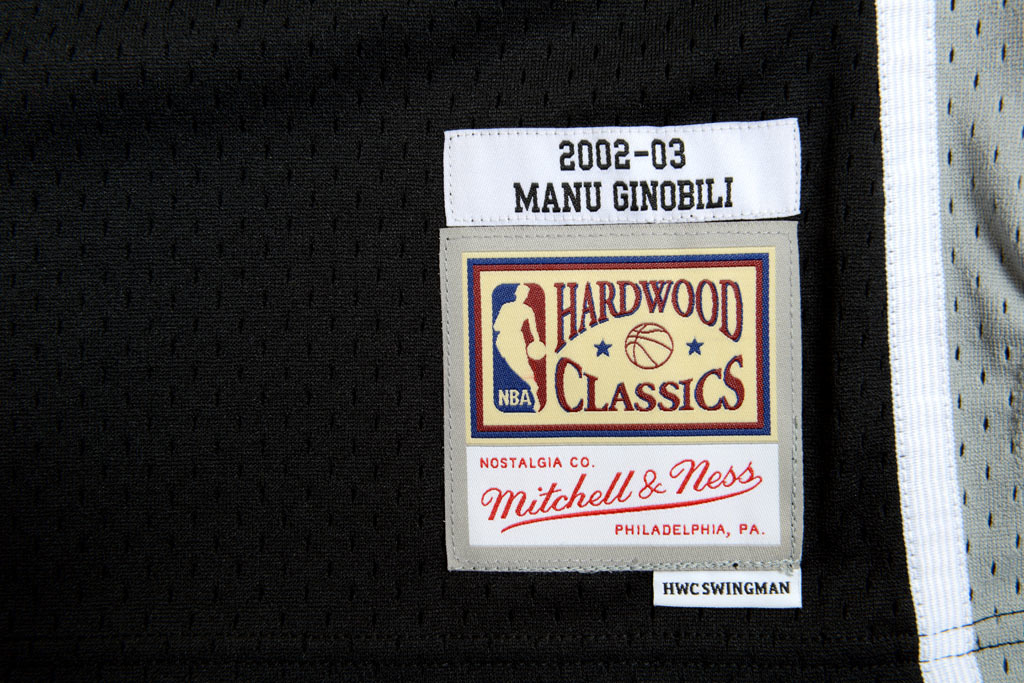 2002-03
MANU GINOBILI
HARDWOOD
CLASSICS
NBA
NOSTALGIA CO.
Mitchell & Ness
PHILADELPHIA, PA.
HWC SWINGMAN